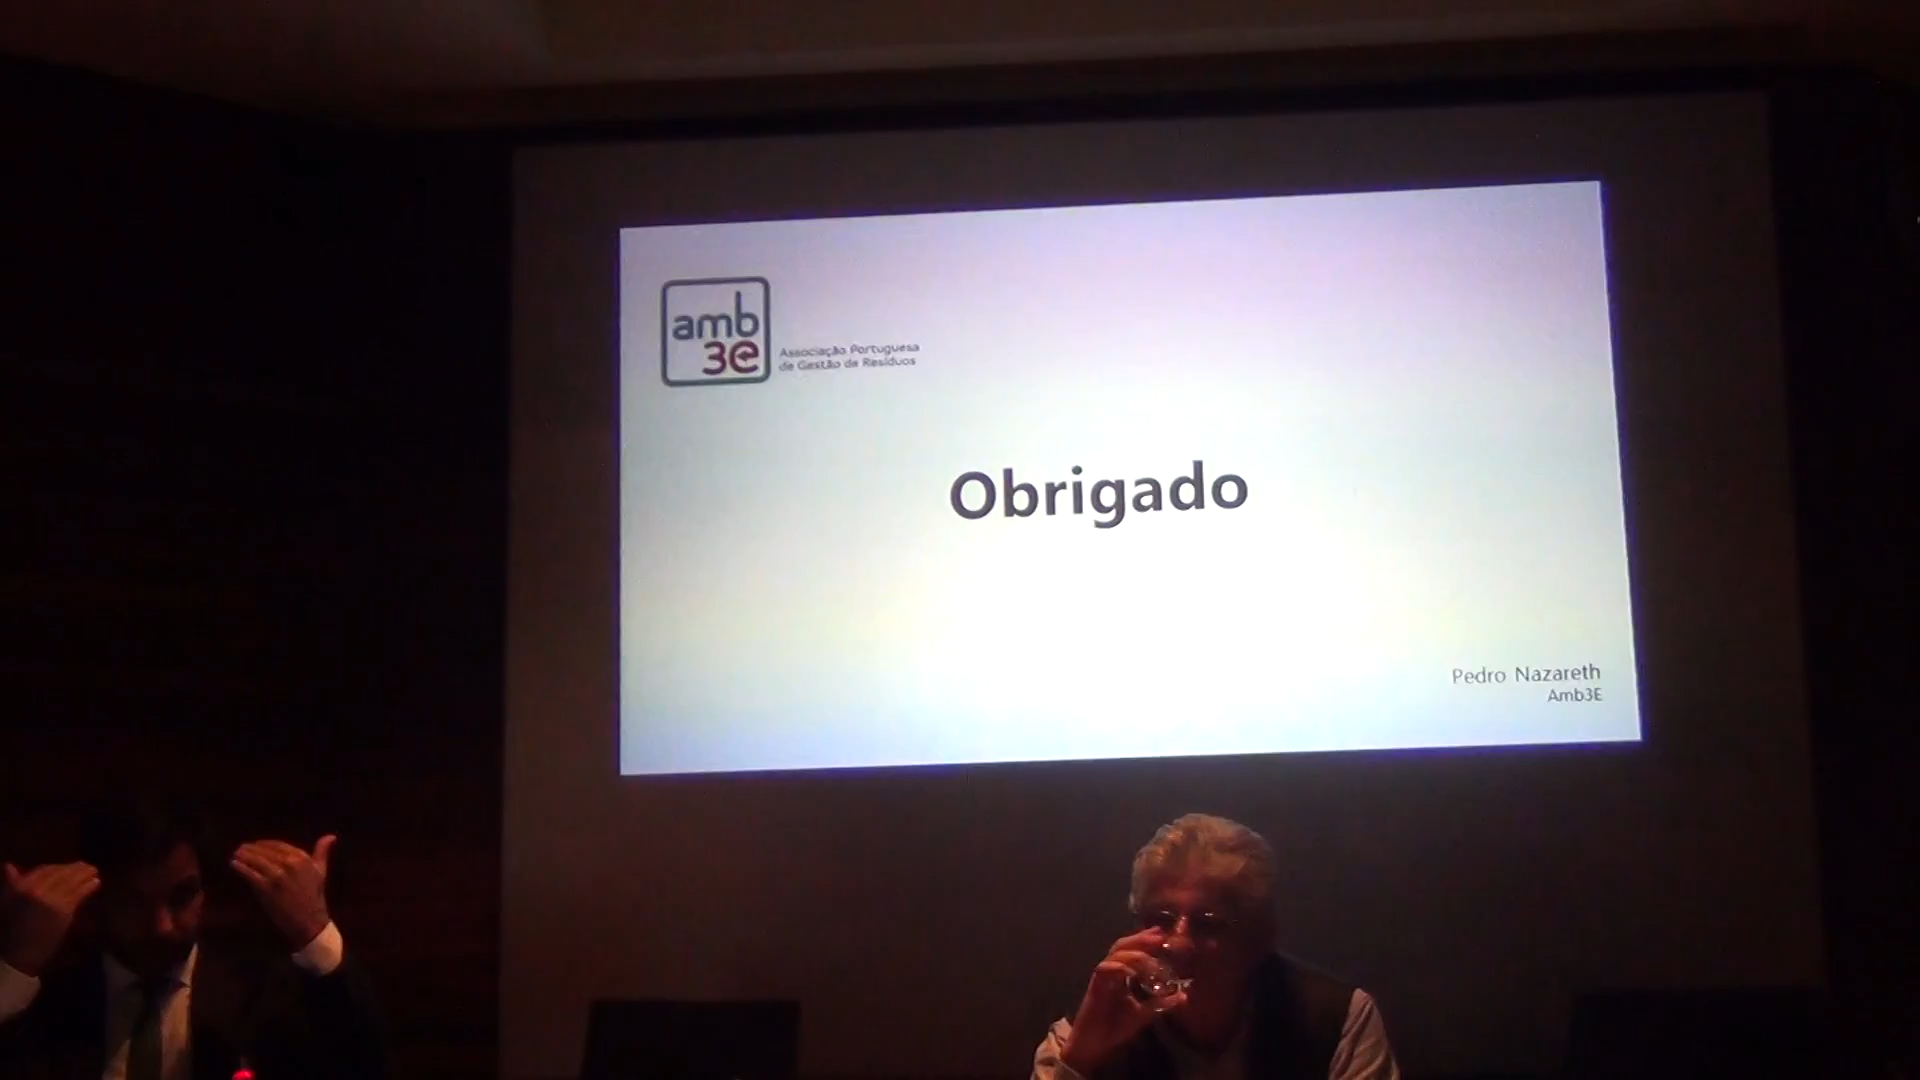 amb
3e
Associação Portuguesa
de Gestão de Resíduos
Obrigado
Pedro Nazareth
Amb3E